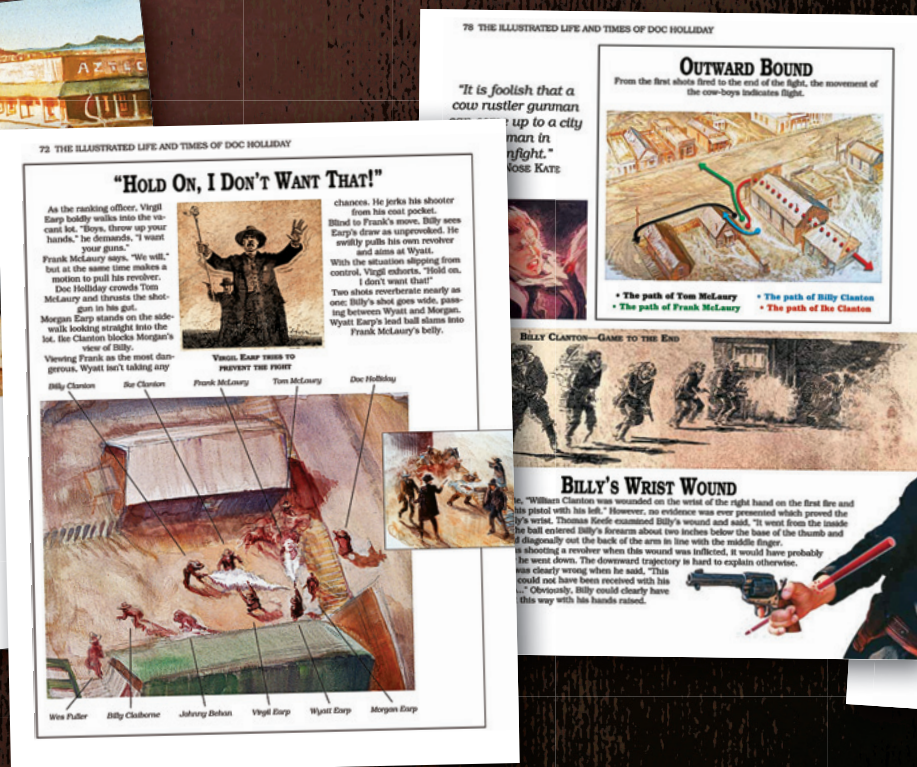 AZTEC
72 THE ILLUSTRATED LIFE AND TIMES OF DOC HOLLIDAY
“HOLD ON, I DON’T WANT THAT!”
As the ranking officer, Virgil
Earp boldly walks into the va-
cant lot. “Boys, throw up your
hands,” he demands, “I want
your guns.”
Frank McLaury says, “We will,”
but at the same time makes a
motion to pull his revolver.
Doc Holliday crowds Tom
McLaury and thrusts the shot-
gun in his gut.
Morgan Earp stands on the side-
walk looking straight into the
lot. Ike Clanton blocks Morgan’s
view of Billy.
Viewing Frank as the most dan-
gerous, Wyatt isn’t taking any
VIRGIL EARP TRIES TO
PREVENT THE FIGHT
chances. He jerks his shooter
from his coat pocket.
Blind to Frank’s move, Billy sees
Earp’s draw as unprovoked. He
swiftly pulls his own revolver
and aims at Wyatt.
With the situation slipping from
control, Virgil exhorts, “Hold on,
I don’t want that!”
Two shots reverberate nearly as
one; Billy’s shot goes wide, pass-
ing between Wyatt and Morgan.
Wyatt Earp’s lead ball slams into
Frank McLaury’s belly.
Billy Clanton
Ike Clanton
Frank McLaury
Tom McLaury
Doc Holliday
Wes Fuller
Billy Claiborne
Johnny Behan
Virgil Earp
Wyatt Earp
Morgan Earp
78 THE ILLUSTRATED LIFE AND TIMES OF DOC HOLLIDAY
“It is foolish that a
cow rustler gunman
up to a city
man in
nfight.”
NOSE KATE
OUTWARD BOUND
From the first shots fired to the end of the fight, the movement of
the cow-boys indicates flight.
• The path of Tom McLaury
• The path of Frank McLaury
• The path of Billy Clanton
• The path of Ike Clanton
BILLY CLANTON—GAME TO THE END
BILLY’S WRIST WOUND
“William Clanton was wounded on the wrist of the right hand on the first fire and
his pistol with his left.” However, no evidence was ever presented which proved the
ly’s wrist. Thomas Keefe examined Billy’s wound and said, “It went from the inside
he ball entered Billy’s forearm about two inches below the base of the thumb and
diagonally out the back of the arm in line with the middle finger.
s shooting a revolver when this wound was inflicted, it would have probably
he went down. The downward trajectory is hard to explain otherwise.
was clearly wrong when he said, “This
could not have been received with his
...” Obviously, Billy could clearly have
this way with his hands raised.